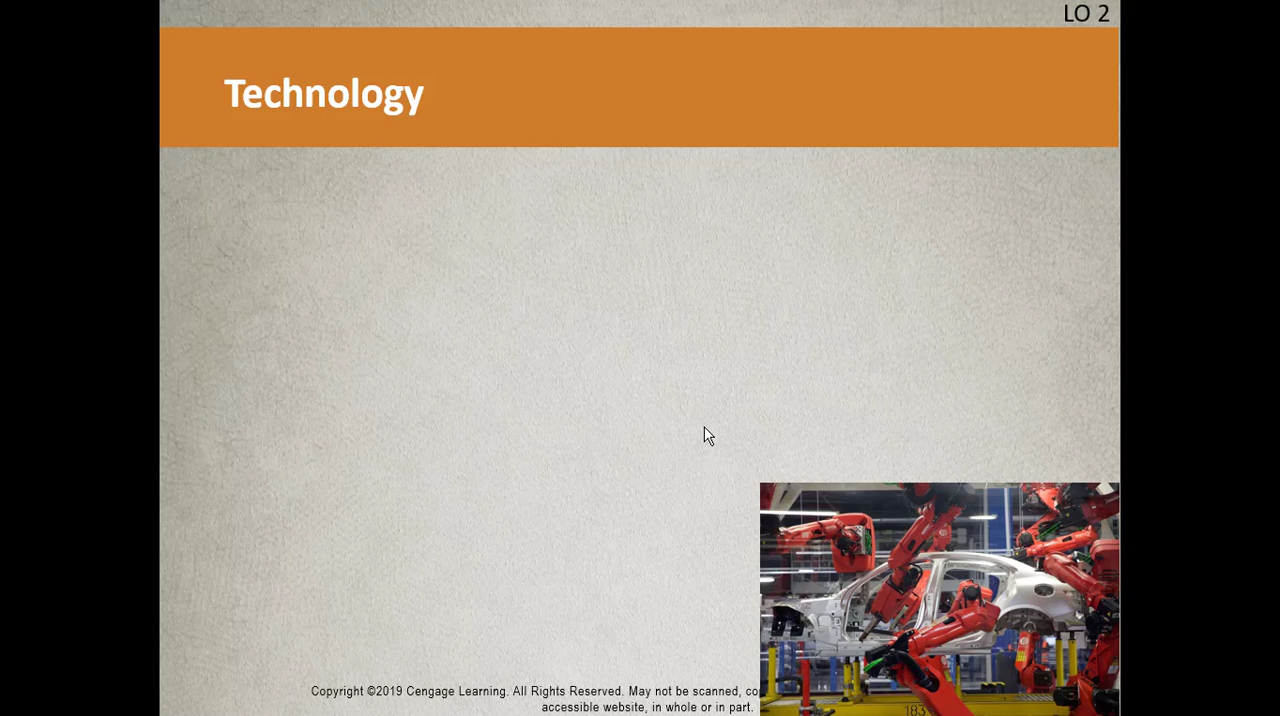 LO 2
Technology
Copyright ©2019 Cengage Learning. All Rights Reserved. May not be scanned, co
accessible website, in whole or in part.
183